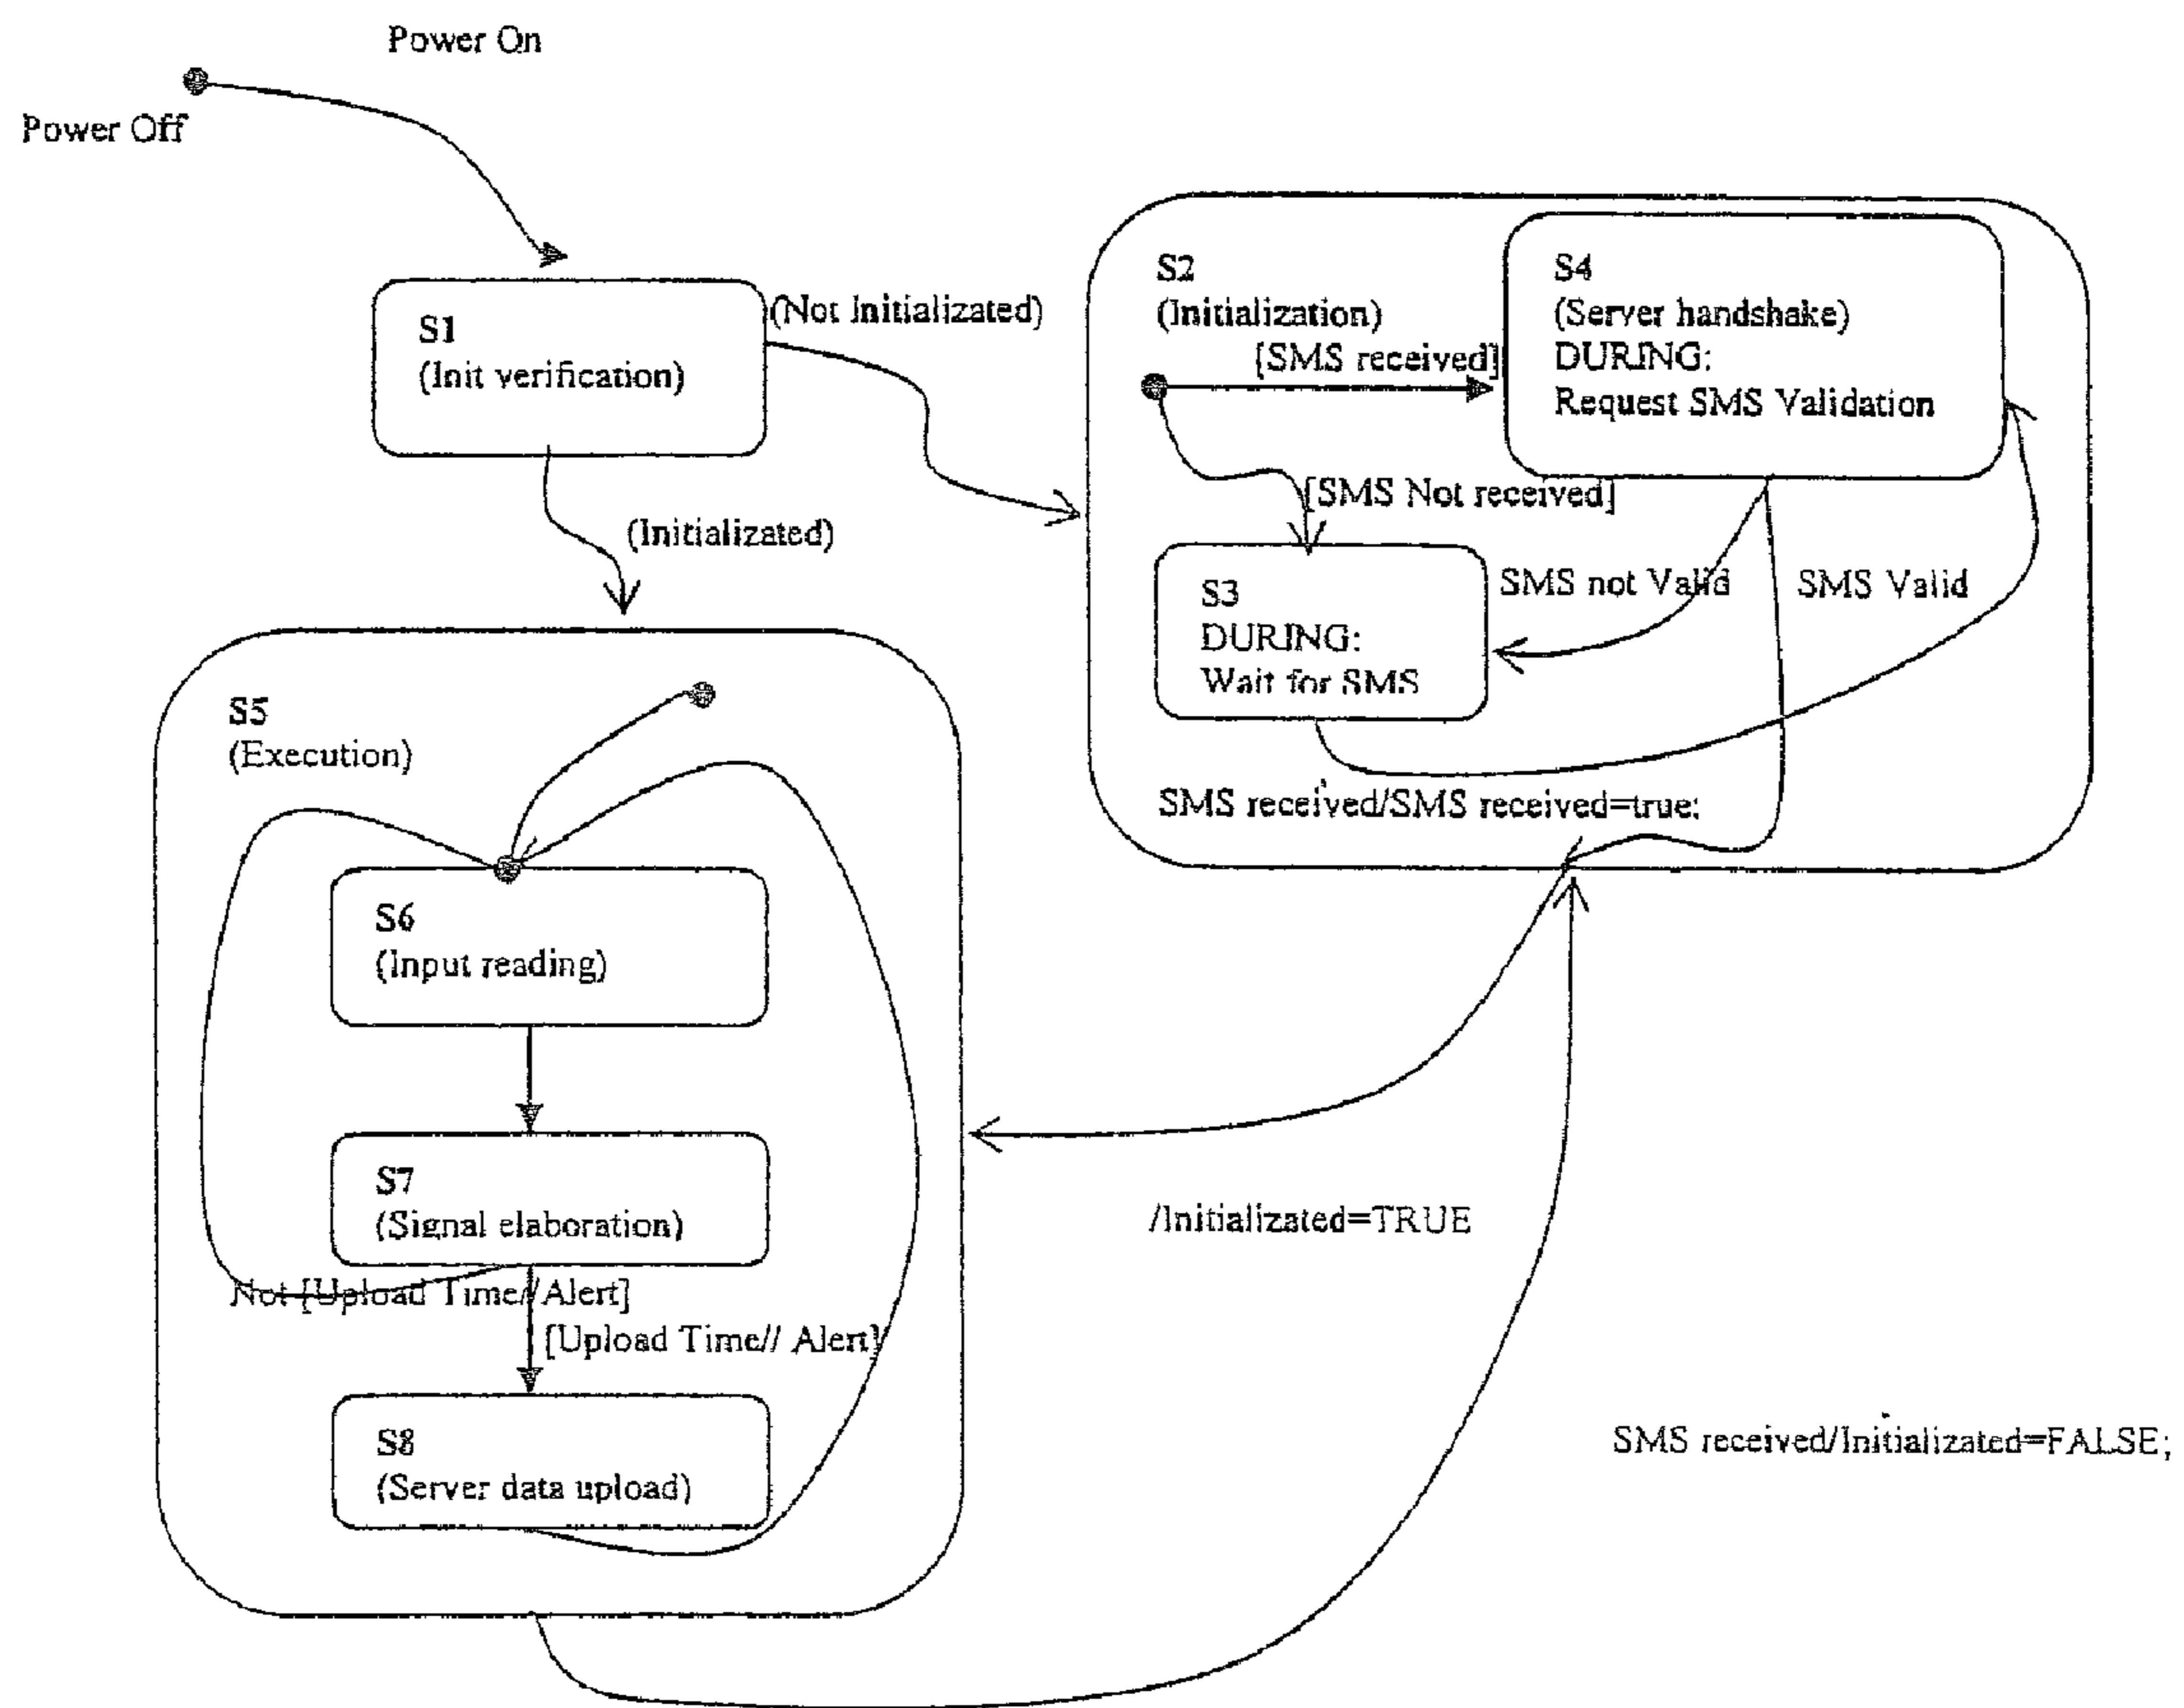 Power On
Power Off
S1
(Init verification)
(Not Initializated)
(Initializated)
S2
(Initialization)
[SMS received]
S4
(Server handshake)
DURING:
Request SMS Validation
[SMS Not received]
S3
DURING:
Wait for SMS
SMS not Valid
SMS Valid
SMS received/SMS received=true;
S5
(Execution)
S6
(Input reading)
S7
(Signal elaboration)
Not [Upload Time//Alert]
[Upload Time// Alert]
S8
(Server data upload)
/Initializated=TRUE
SMS received/Initializated=FALSE;